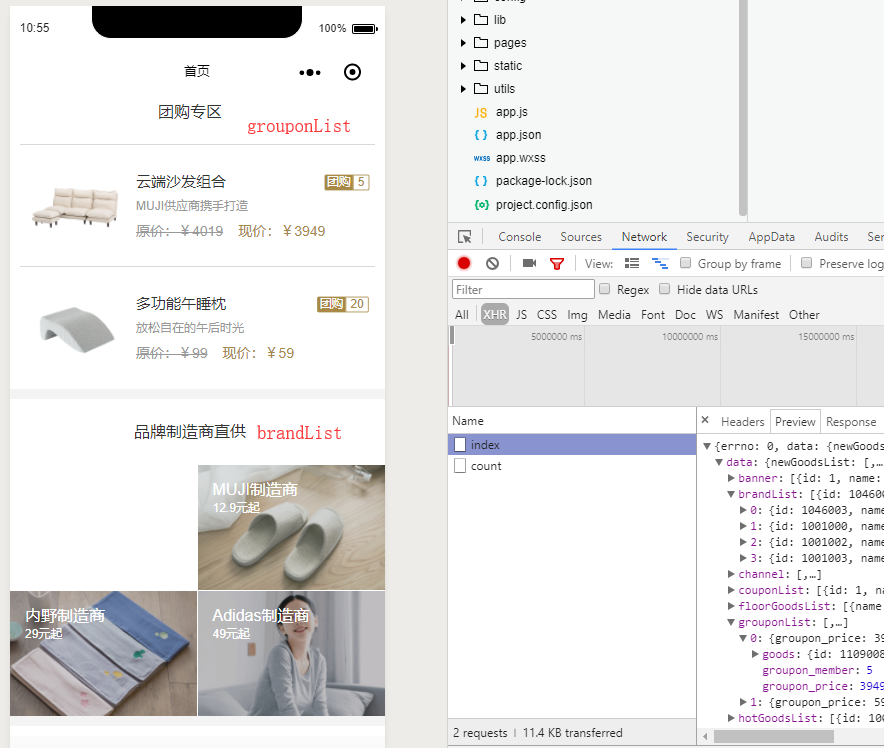 10:55
100%
首页
团购专区
grouponList
云端沙发组合
团购 5
MUJI供应商携手打造
原价：￥4019 现价：￥3949
多功能午睡枕
团购 20
放松自在的午后时光
原价：￥99 现价：￥59
品牌制造商直供 brandList
MUJI制造商
12.9元起
内野制造商
29元起
Adidas制造商
49元起
lib
pages
static
utils
JS app.js
{ } app.json
wxss app.wxss
{ } package-lock.json
{o} project.config.json
Console Sources Network Security AppData Audits Ser
View: Group by frame Preserve log
Filter Regex Hide data URLs
All XHR JS CSS Img Media Font Doc WS Manifest Other
5000000 ms 10000000 ms 15000000 ms
Name
index
count
2 requests | 11.4 KB transferred
× Headers Preview Response
{errno: 0, data: {newGoods
data: {newGoodsList: [,…
banner: [{id: 1, name:
brandList: [{id: 104600
0: {id: 1046003, name
1: {id: 1001000, name
2: {id: 1001002, name
3: {id: 1001003, name
channel: [,…]
couponList: [{id: 1, na
floorGoodsList: [{name
grouponList: [,…]
0: {groupon_price: 39
goods: {id: 1109008
groupon_member: 5
groupon_price: 3949
1: {groupon_price: 59
hotGoodsList: [{id: 100